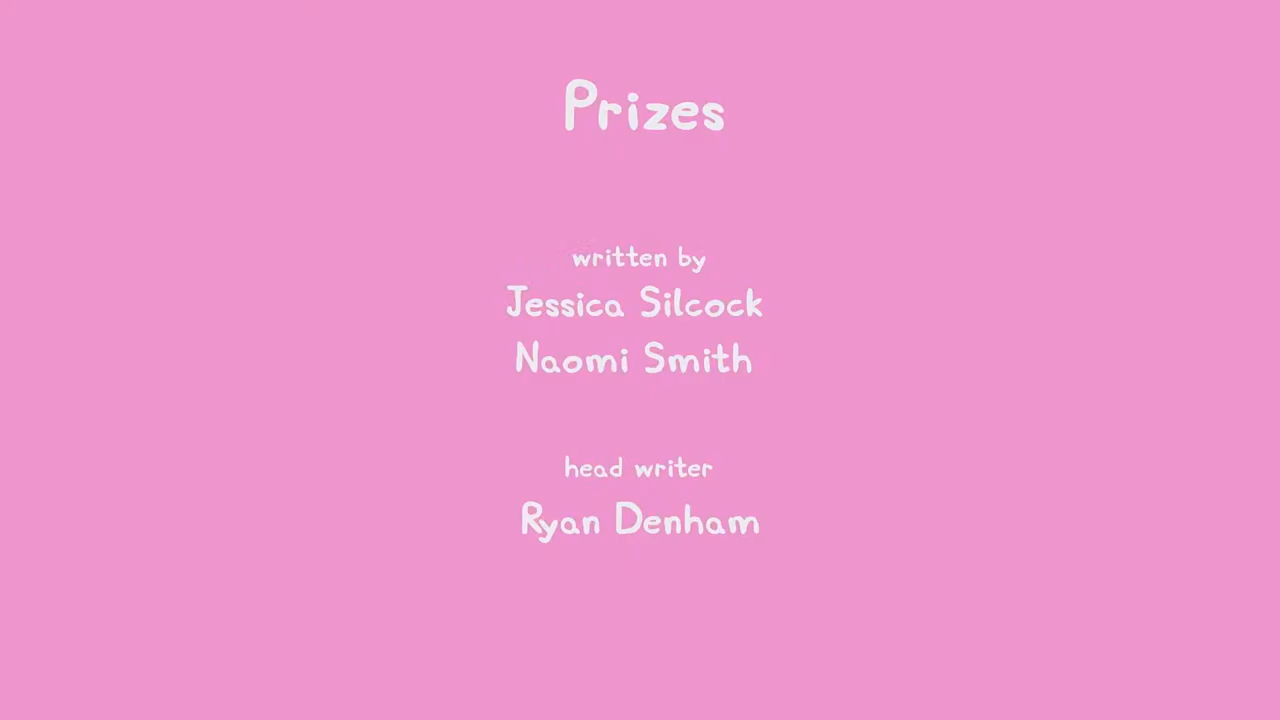 Prizes
written by
Jessica Silcock
Naomi Smith
head writer
Ryan Denham